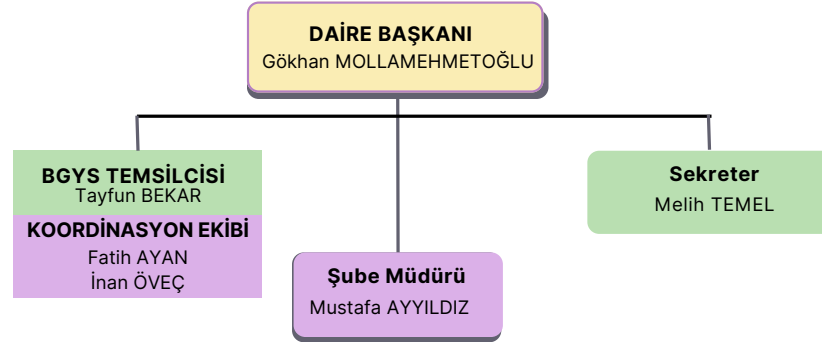 DAİRE BAŞKANI
Gökhan MOLLAMEHMETOĞLU
BGYS TEMSİLCİSİ
Tayfun BEKAR
KOORDİNASYON EKİBİ
Fatih AYAN
İnan ÖVEÇ
Şube Müdürü
Mustafa AYYILDIZ
Sekreter
Melih TEMEL